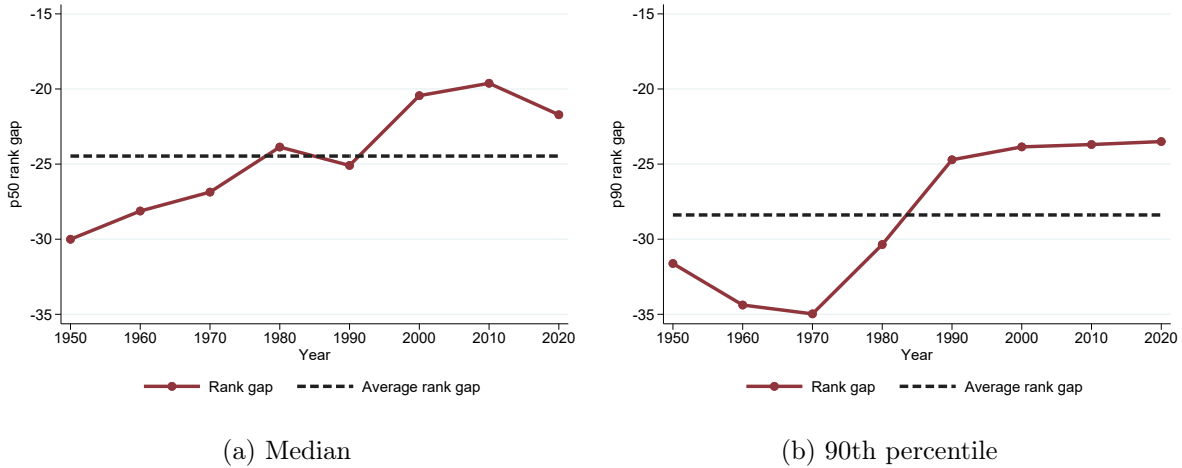 -15
-20
-25
-30
-35
p50 rank gap
1950 1960 1970 1980 1990 2000 2010 2020
Year
Rank gap Average rank gap
(a) Median
-15
-20
-25
-30
-35
p90 rank gap
1950 1960 1970 1980 1990 2000 2010 2020
Year
Rank gap Average rank gap
(b) 90th percentile